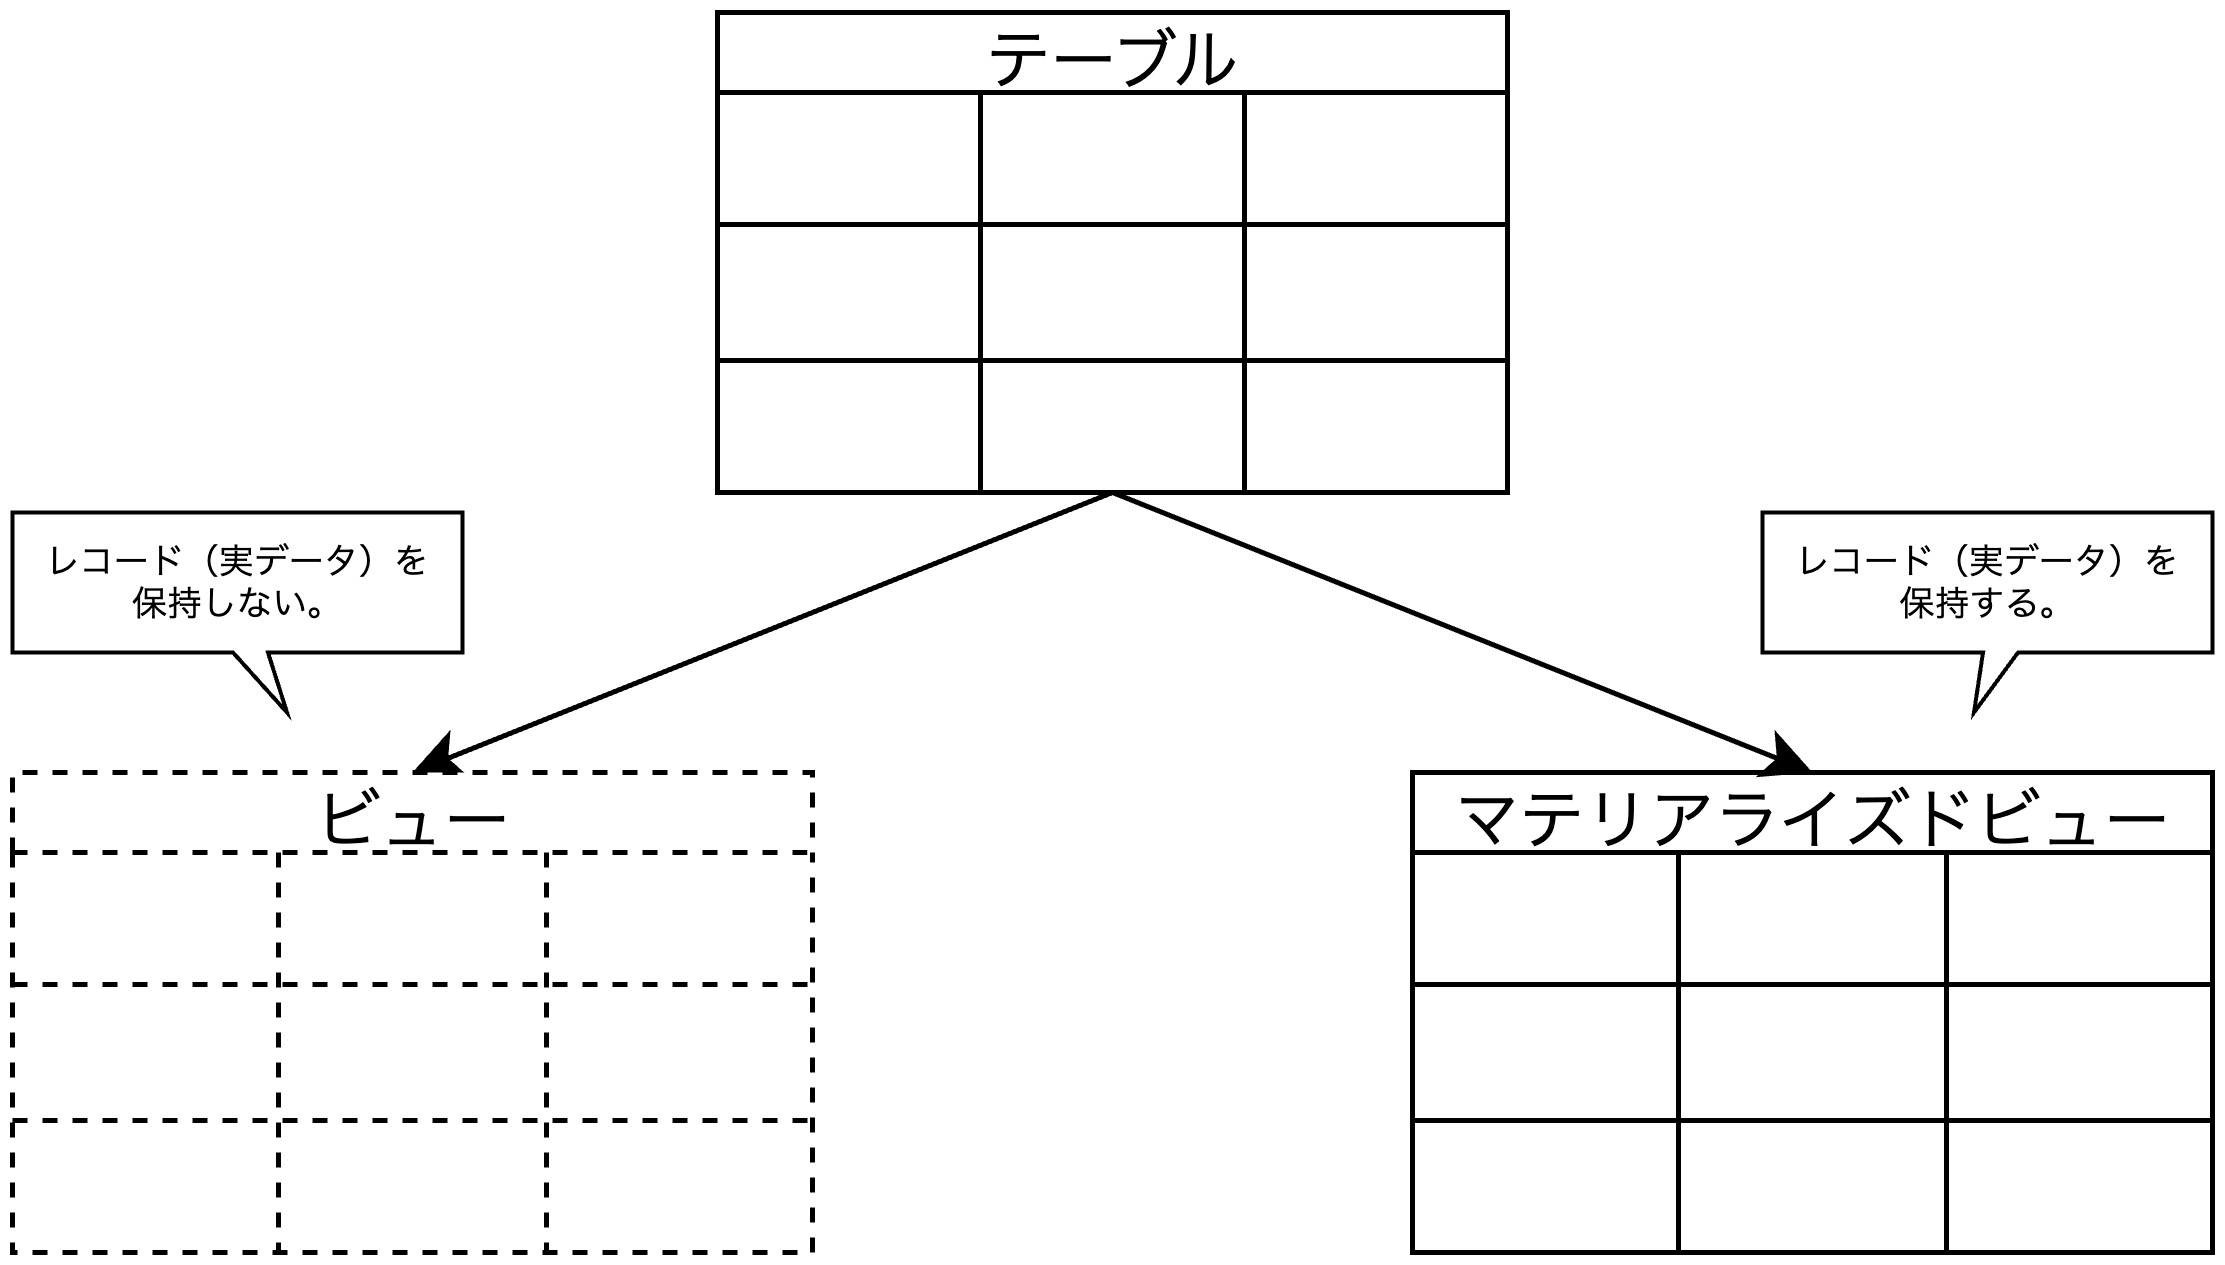 テーブル
レコード（実データ）を
保持しない。
レコード（実データ）を
保持する。
ビュー
マテリアライズドビュー